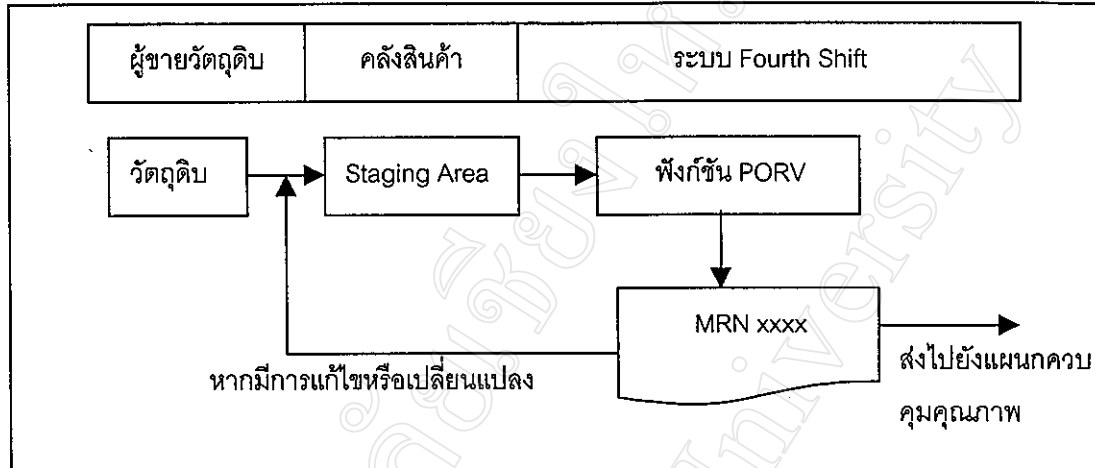 ผู้ขายวัตถุดิบ คลังสินค้า ระบบ Fourth Shift
วัตถุดิบ Staging Area ฟังก์ชัน PORV
MRN xxxx
หากมีการแก้ไขหรือเปลี่ยนแปลง
ส่งไปยังแผนกควบ
คุมคุณภาพ
University